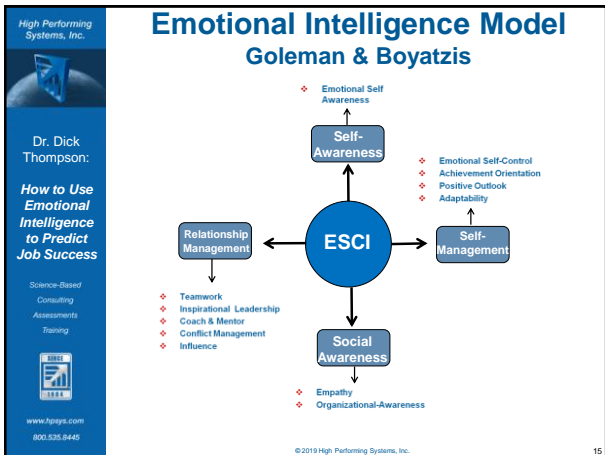 High Performing
Systems, Inc.
Dr. Dick
Thompson:
How to Use
Emotional
Intelligence
to Predict
Job Success
Science-Based
Consulting
Assessments
Training
SINCE
1984
www.hpsys.com
800.535.8445
Emotional Intelligence Model
Goleman & Boyatzis
Emotional Self
Awareness
Self-
Awareness
Emotional Self-Control
Achievement Orientation
Positive Outlook
Adaptability
Relationship
Management
ESCI
Self-
Management
Teamwork
Inspirational Leadership
Coach & Mentor
Conflict Management
Influence
Social
Awareness
Empathy
Organizational-Awareness
© 2019 High Performing Systems, Inc.
15